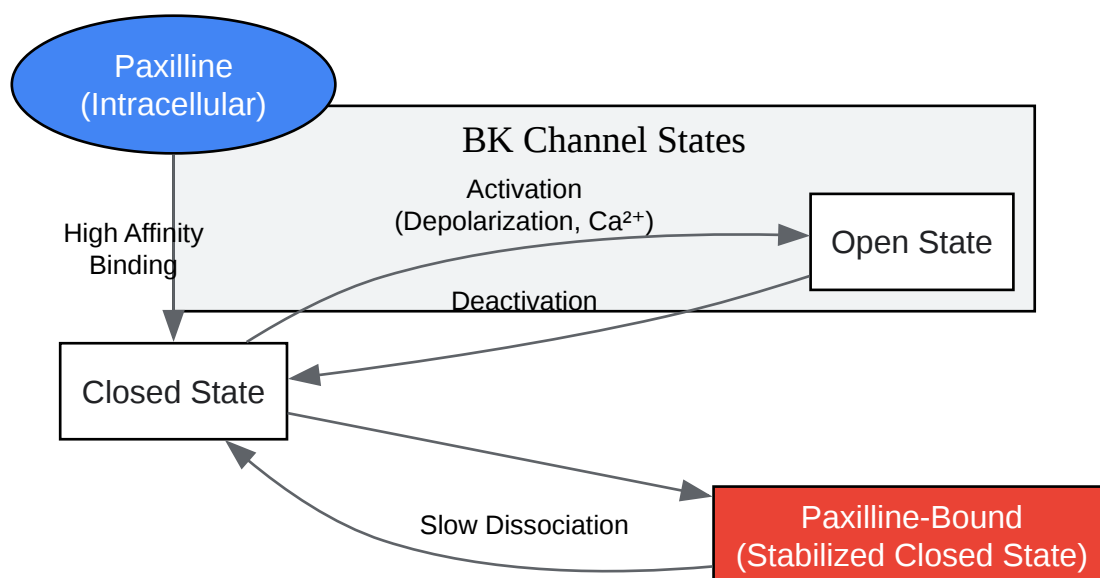 Paxilline
(Intracellular)
BK Channel States
Activation
(Depolarization, Ca²⁺)
Open State
High Affinity
Binding
Deactivation
Closed State
Slow Dissociation
Paxilline-Bound
(Stabilized Closed State)